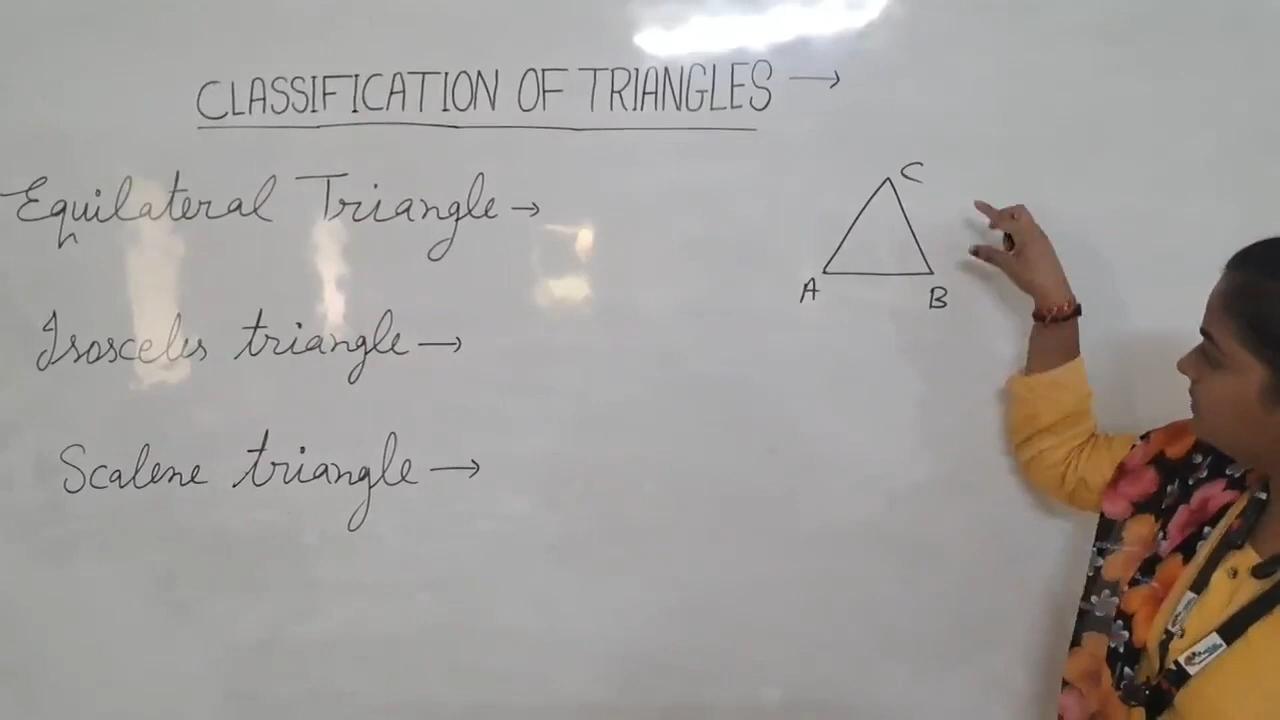 CLASSIFICATION OF TRIANGLES →
Equilateral Triangle →
C
A
B
Isosceles triangle →
Scalene triangle →